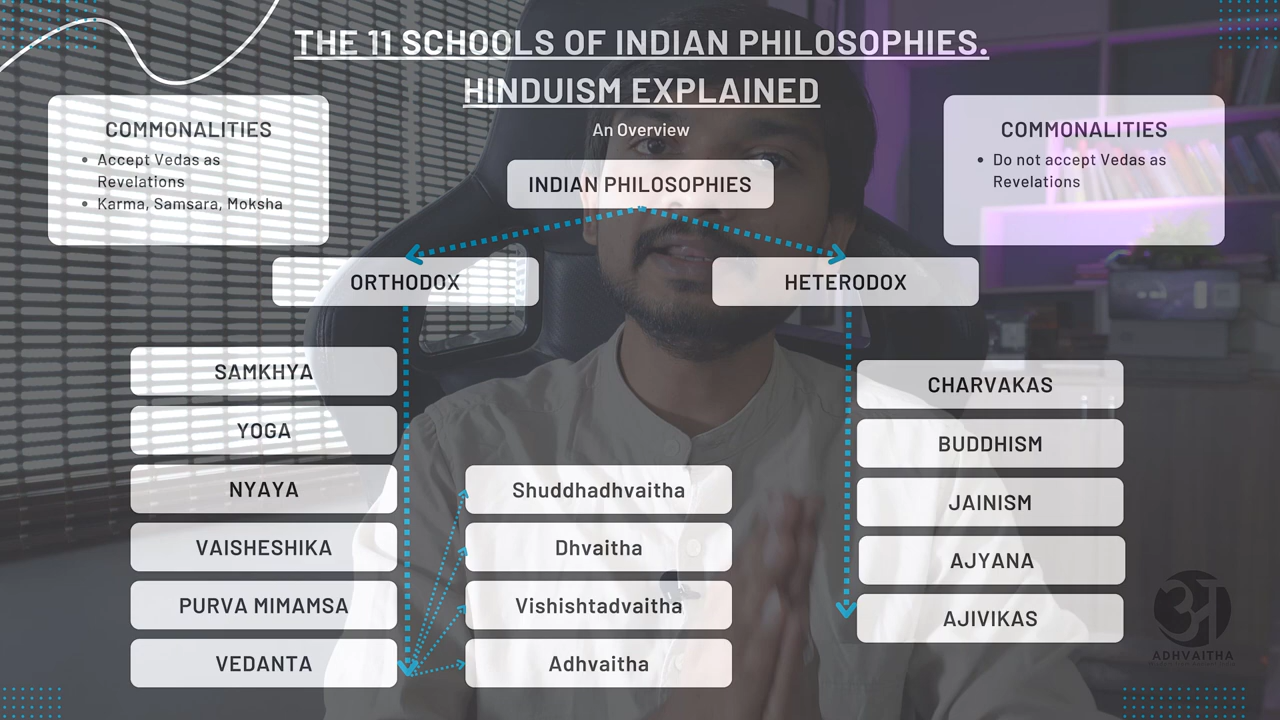 THE 11 SCHOOLS OF INDIAN PHILOSOPHIES.
HINDUISM EXPLAINED
An Overview
COMMONALITIES
• Accept Vedas as
Revelations
• Karma, Samsara, Moksha
COMMONALITIES
• Do not accept Vedas as
Revelations
INDIAN PHILOSOPHIES
ORTHODOX
HETERODOX
SAMKHYA
YOGA
NYAYA
VAISHESHIKA
PURVA MIMAMSA
VEDANTA
Shuddhadhvaitha
Dhvaitha
Vishishtadvaitha
Adhvaitha
CHARVAKAS
BUDDHISM
JAINISM
AJYANA
AJIVIKAS
अ
ADHVAITHA